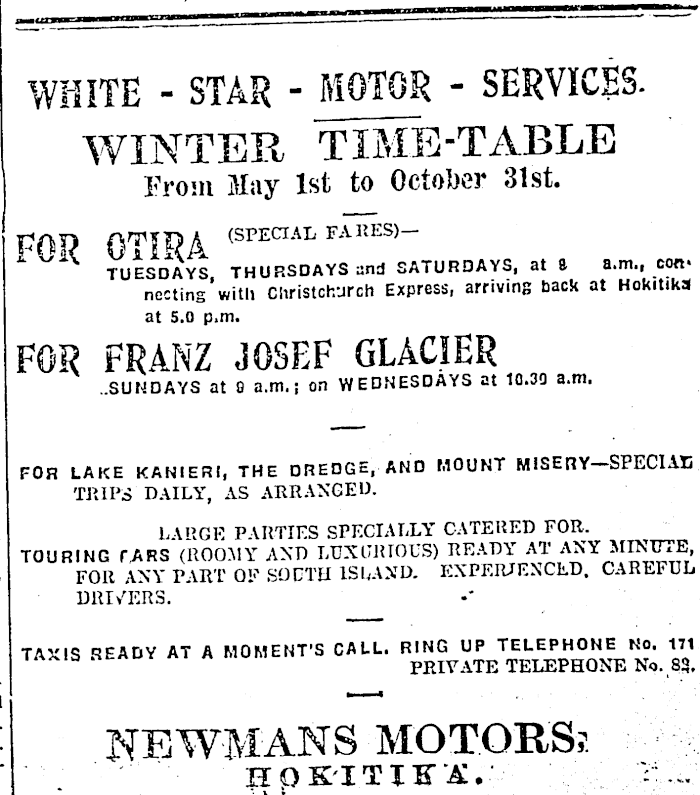 WHITE - STAR - MOTOR - SERVICES.
WINTER TIME-TABLE
From May 1st to October 31st.
FOR OTIRA (SPECIAL FARES)—
TUESDAYS, THURSDAYS and SATURDAYS, at 8 a.m., con-
necting with Christchurch Express, arriving back at Hokitika
at 5.0 p.m.
FOR FRANZ JOSEF GLACIER
SUNDAYS at 9 a.m.; on WEDNESDAYS at 10.30 a.m.
FOR LAKE KANIERI, THE DREDGE, AND MOUNT MISERY—SPECIAL
TRIPS DAILY, AS ARRANGED.
LARGE PARTIES SPECIALLY CATERED FOR.
TOURING CARS (ROOMY AND LUXURIOUS) READY AT ANY MINUTE,
FOR ANY PART OF SOUTH ISLAND. EXPERIENCED, CAREFUL
DRIVERS.
TAXIS READY AT A MOMENT'S CALL. RING UP TELEPHONE No. 171
PRIVATE TELEPHONE No.
NEWMANS MOTORS,
HOKITIKA.